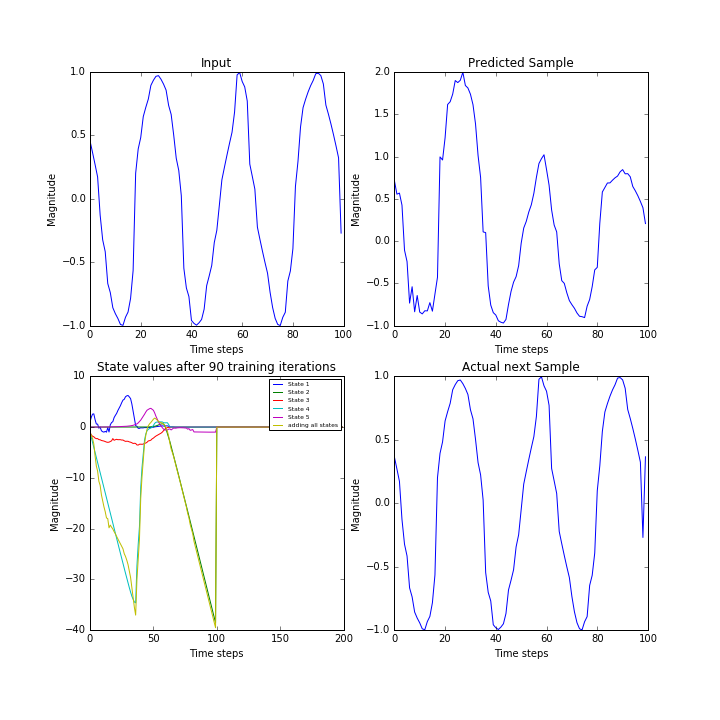 Input
1.0
0.5
0.0
−0.5
−1.0
Magnitude
0 20 40 60 80 100
Time steps
Predicted Sample
2.0
1.5
1.0
0.5
0.0
−0.5
−1.0
Magnitude
0 20 40 60 80 100
Time steps
State values after 90 training iterations
10
0
−10
−20
−30
−40
Magnitude
0 50 100 150 200
Time steps
State 1
State 2
State 3
State 4
State 5
adding all states
Actual next Sample
1.0
0.5
0.0
−0.5
−1.0
Magnitude
0 20 40 60 80 100
Time steps